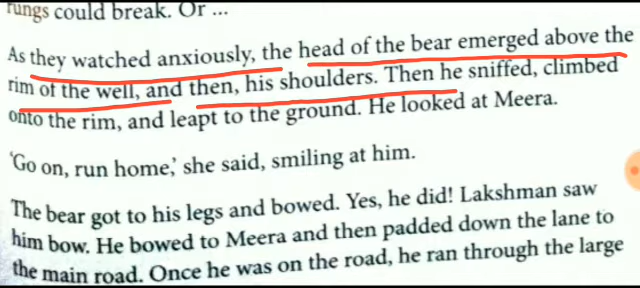 rungs could break. Or ...
As they watched anxiously, the head of the bear emerged above the
rim of the well, and then, his shoulders. Then he sniffed, climbed
onto the rim, and leapt to the ground. He looked at Meera.
'Go on, run home,' she said, smiling at him.
The bear got to his legs and bowed. Yes, he did! Lakshman saw
him bow. He bowed to Meera and then padded down the lane to
the main road. Once he was on the road, he ran through the large